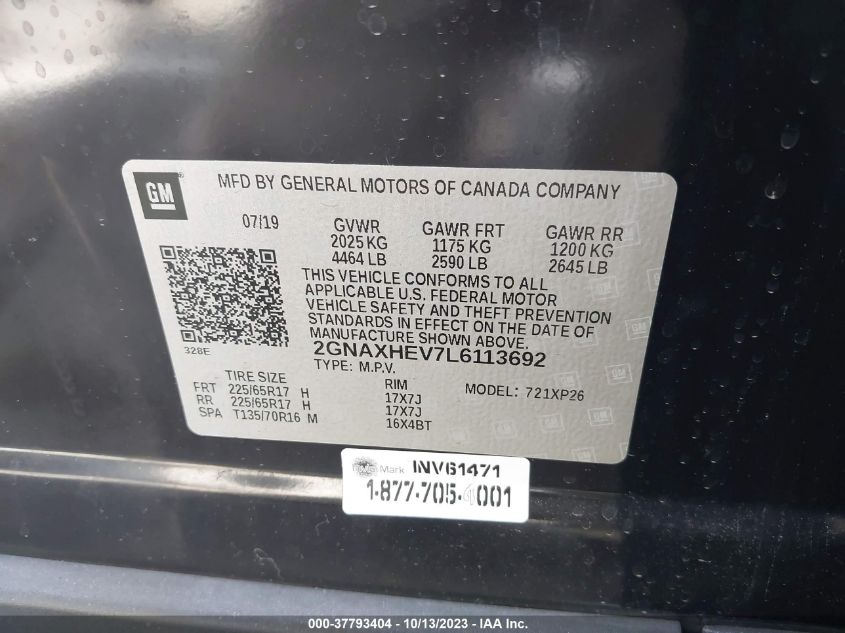 GM
MFD BY GENERAL MOTORS OF CANADA COMPANY
07/19
GVWR GAWR FRT GAWR RR
2025 KG 1175 KG 1200 KG
4464 LB 2590 LB 2645 LB
THIS VEHICLE CONFORMS TO ALL
APPLICABLE U.S. FEDERAL MOTOR
VEHICLE SAFETY AND THEFT PREVENTION
STANDARDS IN EFFECT ON THE DATE OF
MANUFACTURE SHOWN ABOVE.
328E
2GNAXHEV7L6113692
TYPE: M.P.V.
TIRE SIZE RIM MODEL: 721XP26
FRT 225/65R17 H 17X7J
RR 225/65R17 H 17X7J
SPA T135/70R16 M 16X4BT
Mark INV61471
1-877-705-4001
000-37793404 - 10/13/2023 - IAA Inc.